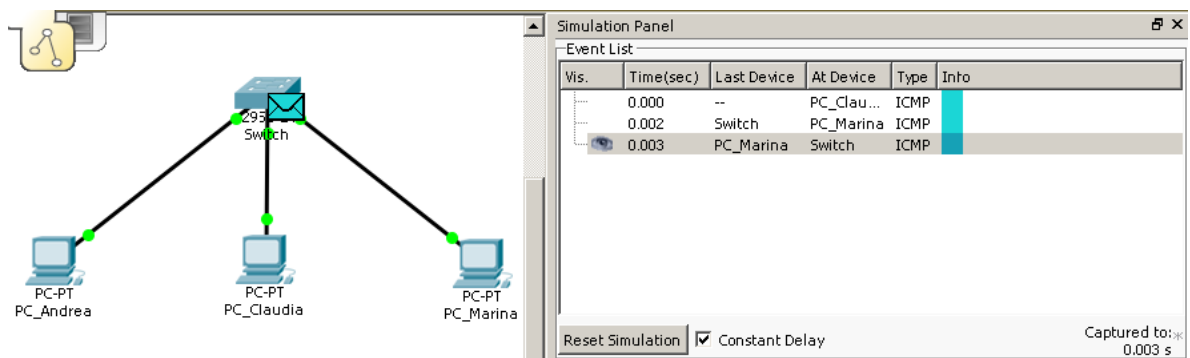 295
Switch
PC-PT
PC_Andrea
PC-PT
PC_Claudia
PC-PT
PC_Marina
Simulation Panel
Event List
Vis. Time(sec) Last Device At Device Type Info
0.000 -- PC_Clau... ICMP
0.002 Switch PC_Marina ICMP
0.003 PC_Marina Switch ICMP
Reset Simulation Constant Delay
Captured to:
0.003 s